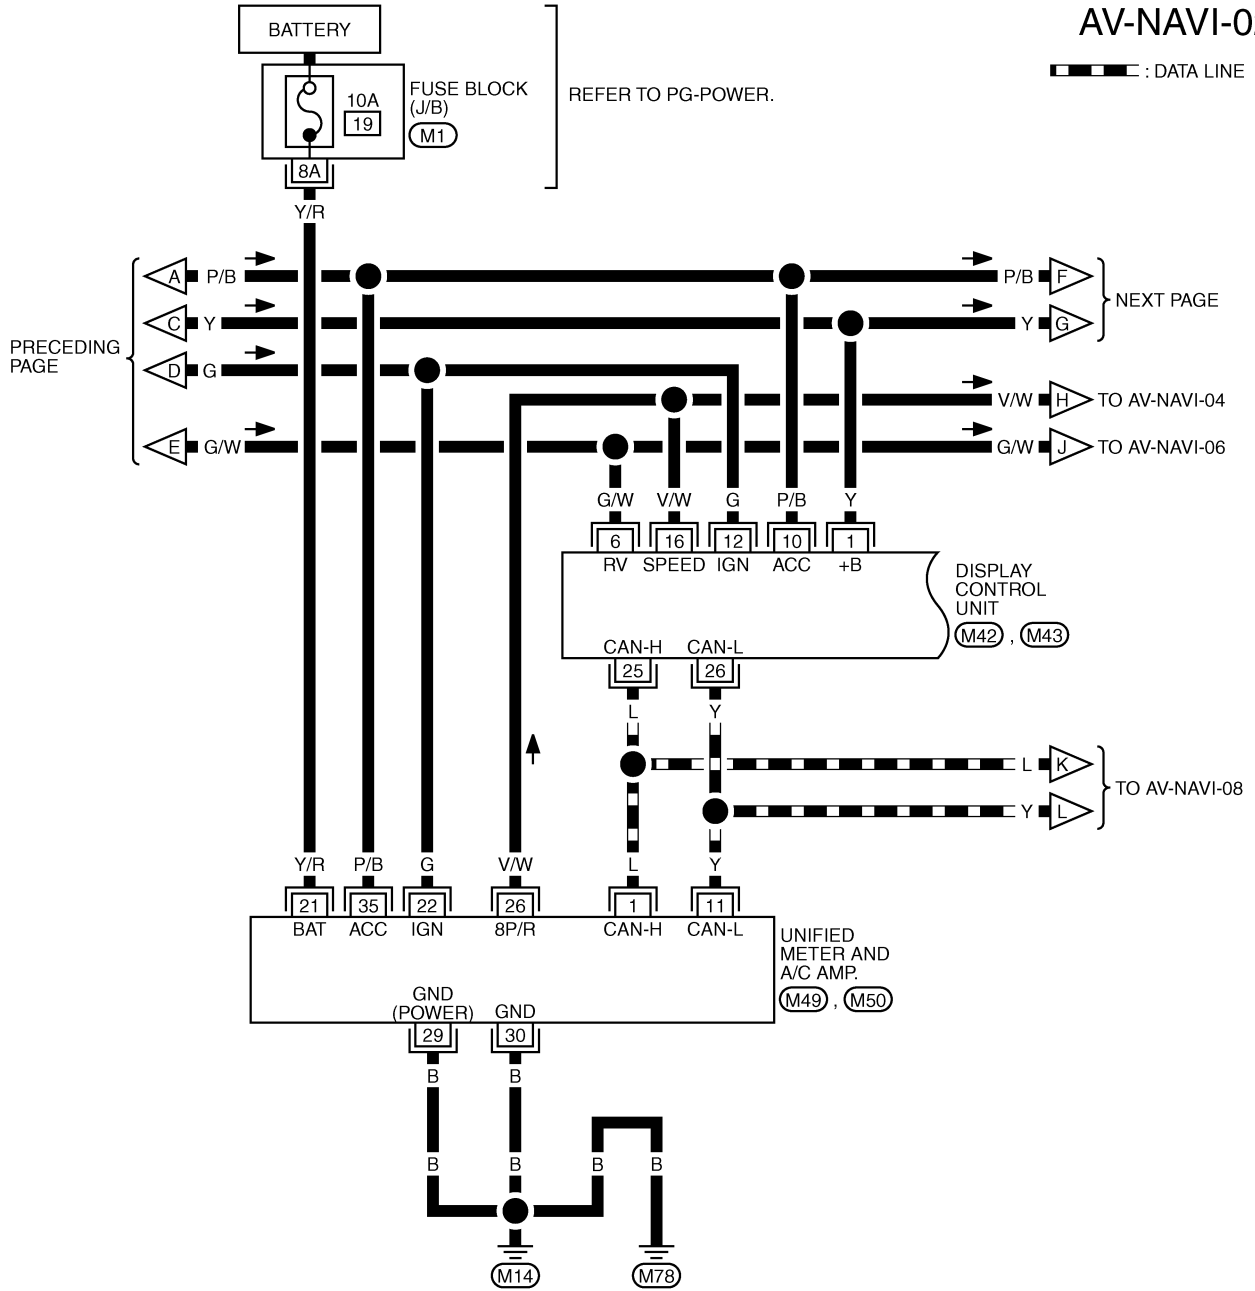 AV-NAVI-0
: DATA LINE
BATTERY
10A
19
FUSE BLOCK
(J/B)
M1
8A
REFER TO PG-POWER.
Y/R
PRECEDING
PAGE
A P/B
P/B F
C Y
Y G
NEXT PAGE
D G
V/W H TO AV-NAVI-04
E G/W
G/W J TO AV-NAVI-06
G/W V/W G P/B Y
6 16 12 10 1
RV SPEED IGN ACC +B
DISPLAY
CONTROL
UNIT
M42 , M43
CAN-H CAN-L
25 26
L Y
L K
Y L
TO AV-NAVI-08
Y/R P/B G V/W L Y
21 35 22 26 1 11
BAT ACC IGN 8P/R CAN-H CAN-L
UNIFIED
METER AND
A/C AMP.
M49 , M50
GND
(POWER)
GND
29 30
B B
B B B B
M14 M78